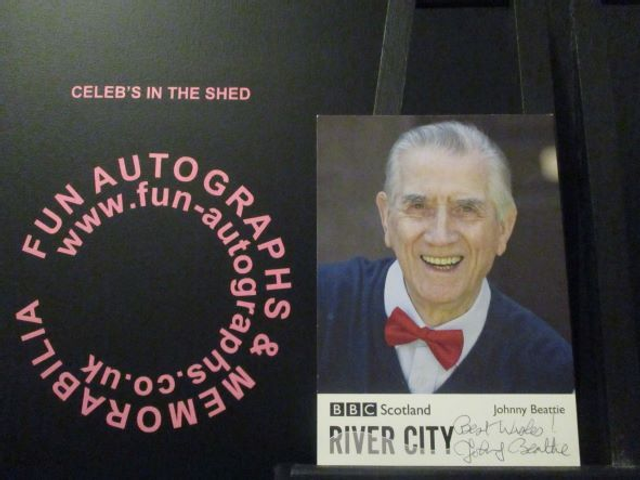 CELEB'S IN THE SHED
FUN AUTOGRAPHS & MEMORABILIA
www.fun-autographs.co.uk
BBC Scotland
Johnny Beattie
RIVER CITY
Best Wishes!
Johnny Beattie